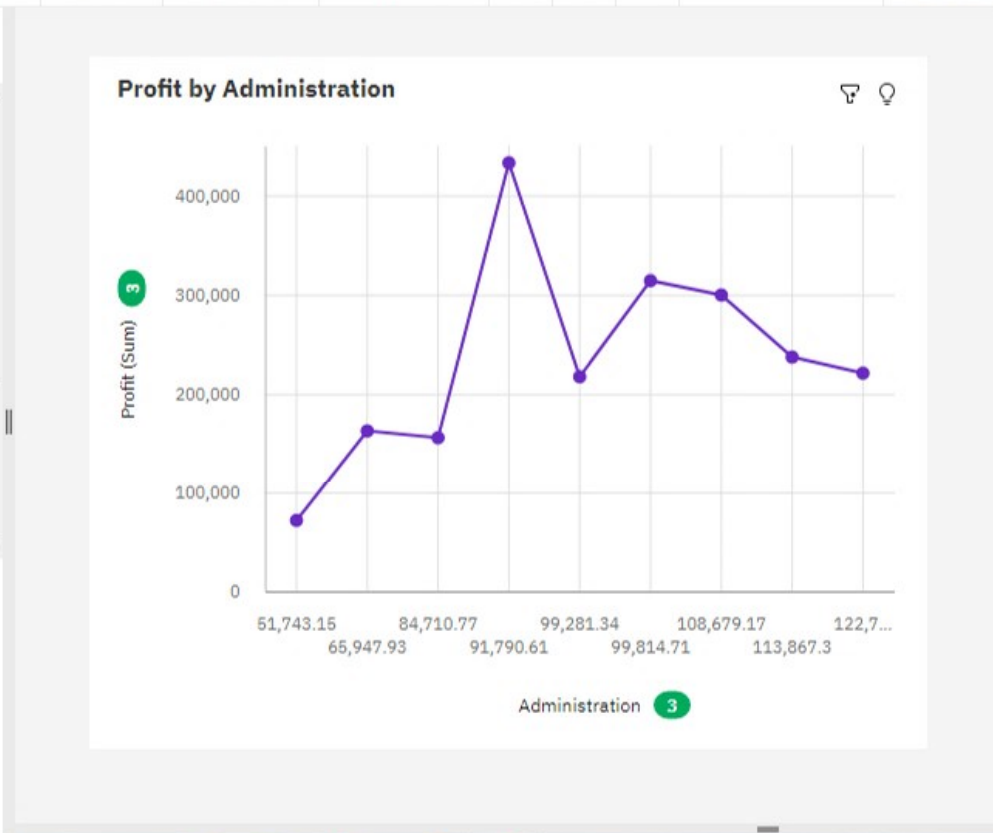 Profit by Administration
400,000
300,000
200,000
100,000
0
Profit (Sum) 3
51,743.15 84,710.77 99,281.34 108,679.17 122,7...
65,947.93 91,790.61 99,814.71 113,867.3
Administration 3